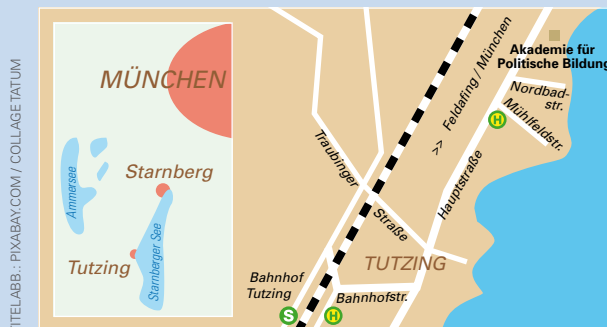 TITELABB.: PIXABAY.COM / COLLAGE TATUM
MÜNCHEN
Starnberg
Ammersee
Tutzing
Starnberger See
Akademie für
Politische Bildung
Nordbad-
str.
Mühlfeldstr.
>> Feldafing / München
H
Traubinger
Straße
Hauptstraße
TUTZING
Bahnhof
Tutzing
Bahnhofstr.
S
H